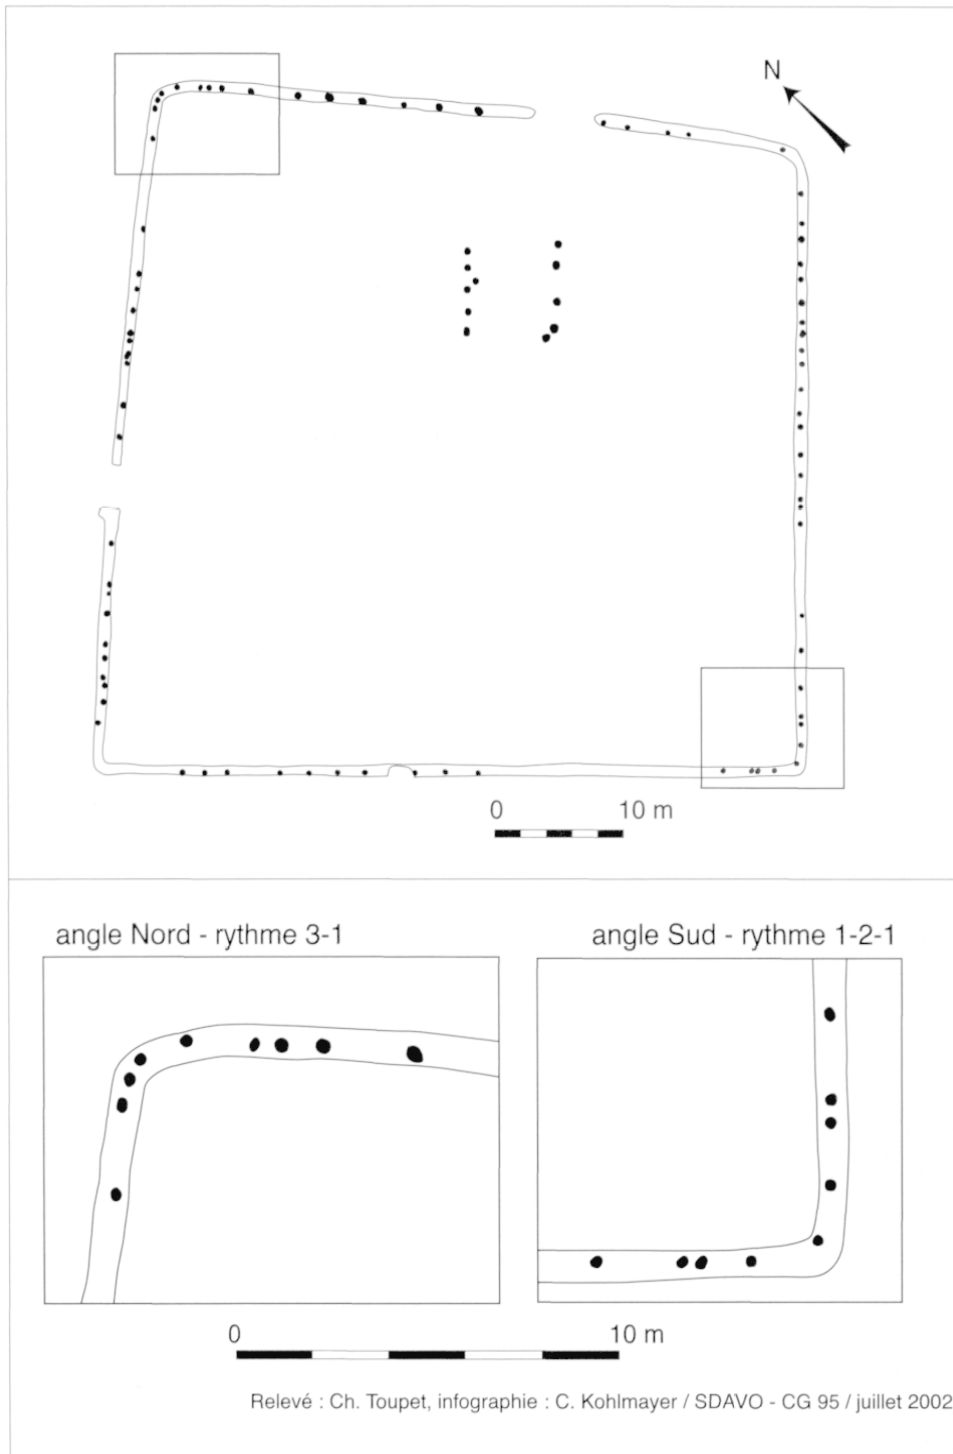 N
0 10 m
angle Nord - rythme 3-1
angle Sud - rythme 1-2-1
0 10 m
Relevé : Ch. Toupet, infographie : C. Kohlmayer / SDAVO - CG 95 / juillet 2002